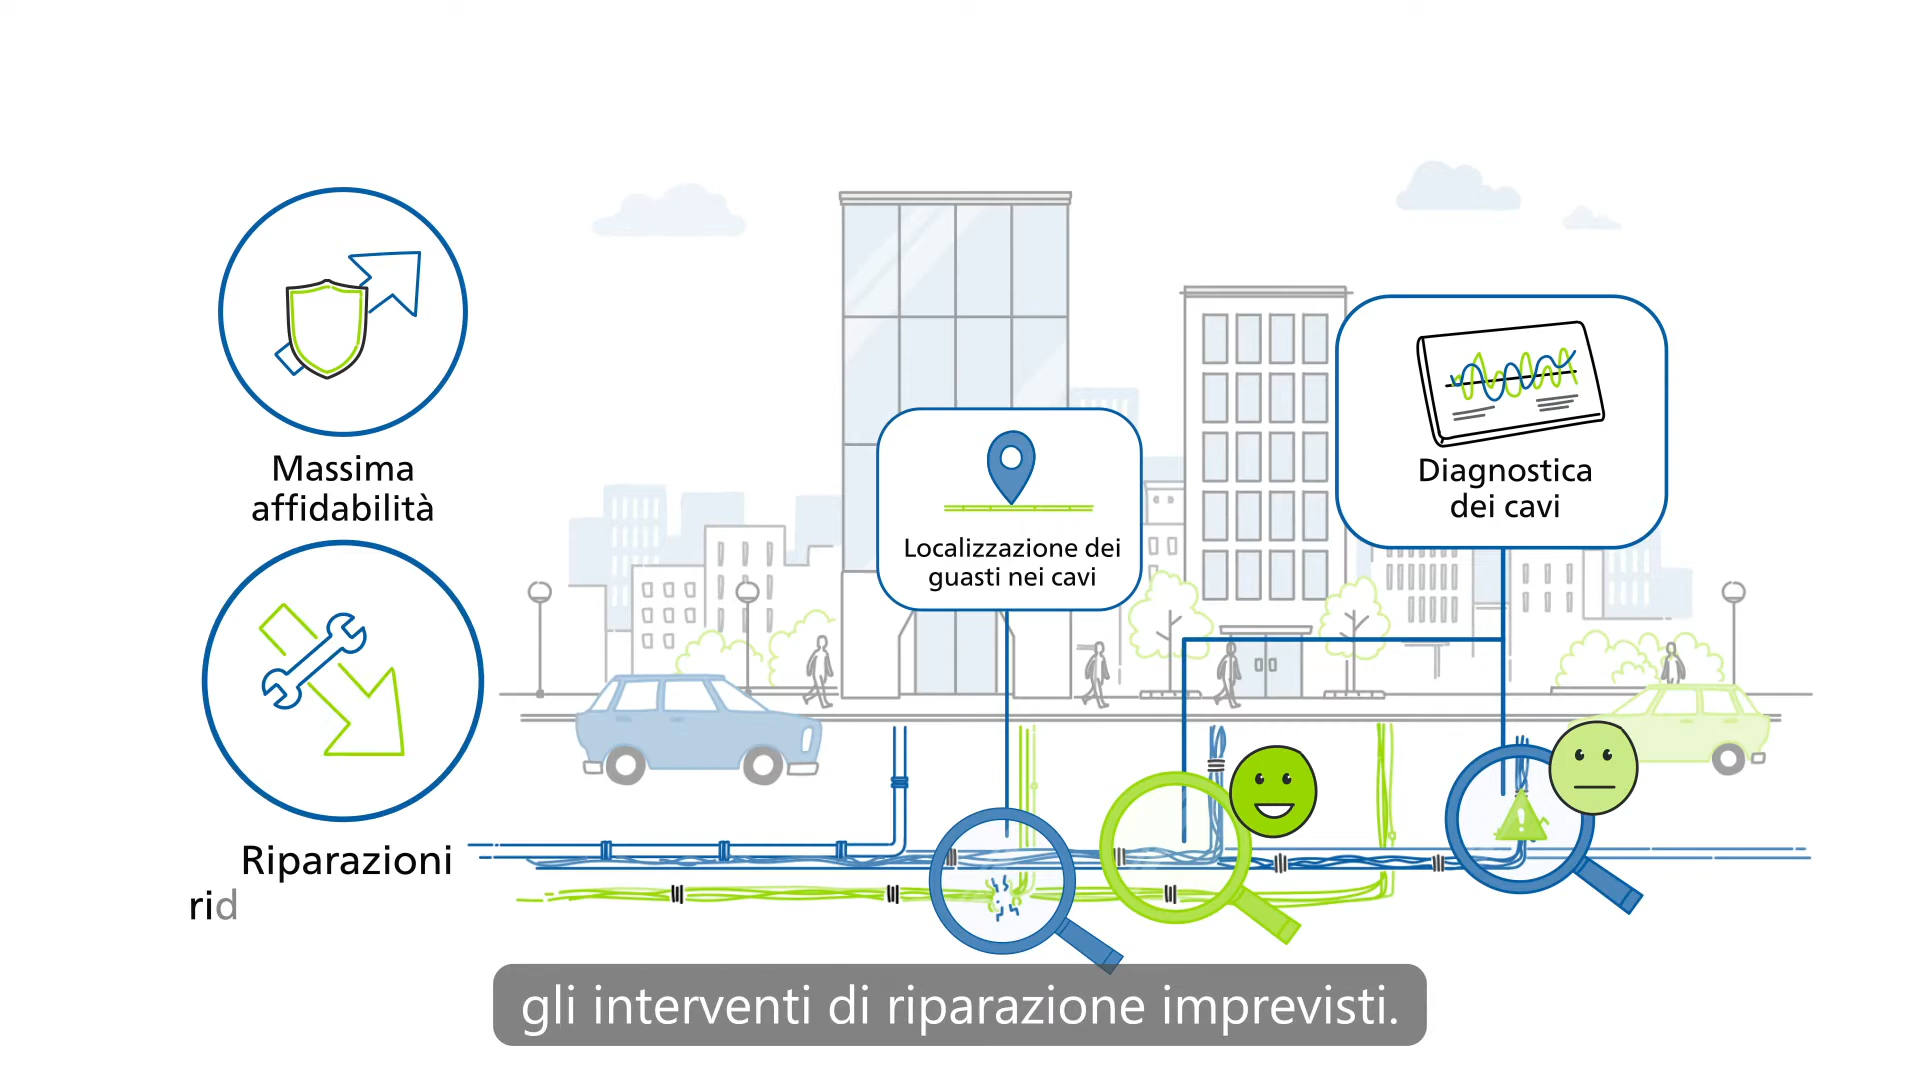 Massima
affidabilità
Riparazioni
rid
Localizzazione dei
guasti nei cavi
Diagnostica
dei cavi
gli interventi di riparazione imprevisti.